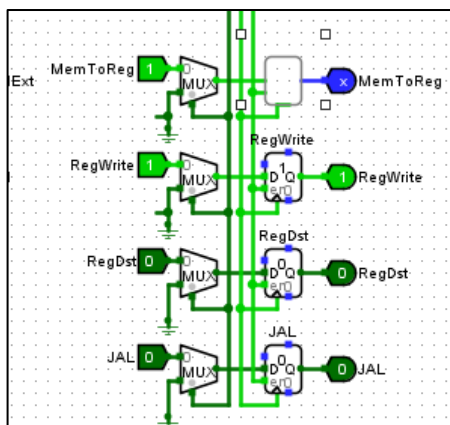 MemToReg 1 0 MUX x MemToReg
IExt
RegWrite
RegWrite 1 0 MUX D 1 Q en 0 1 RegWrite
RegDst
RegDst 0 0 MUX D 0 Q en 0 0 RegDst
JAL
JAL 0 0 MUX D 0 Q en 0 0 JAL